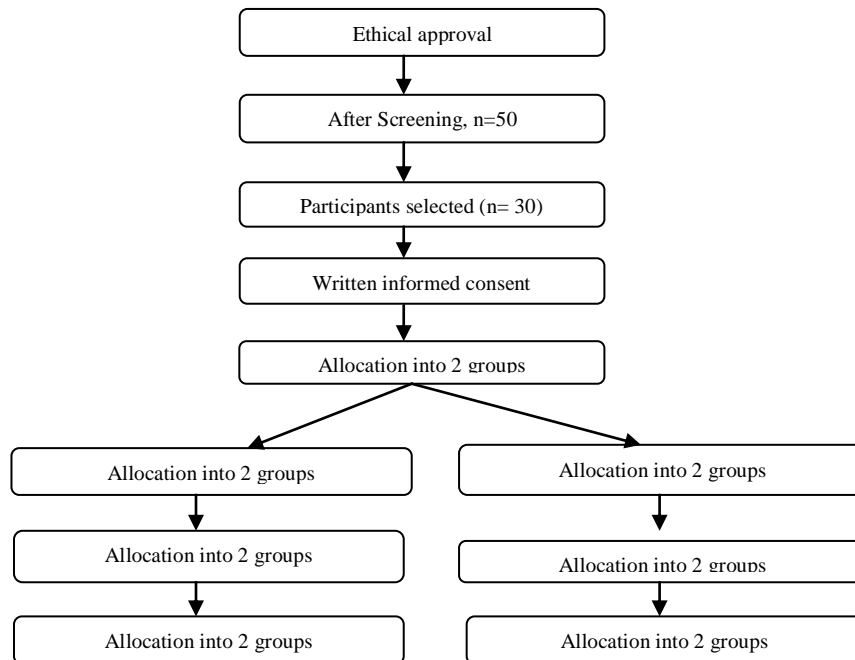 Ethical approval
After Screening, n=50
Participants selected (n= 30)
Written informed consent
Allocation into 2 groups
Allocation into 2 groups
Allocation into 2 groups
Allocation into 2 groups
Allocation into 2 groups
Allocation into 2 groups
Allocation into 2 groups